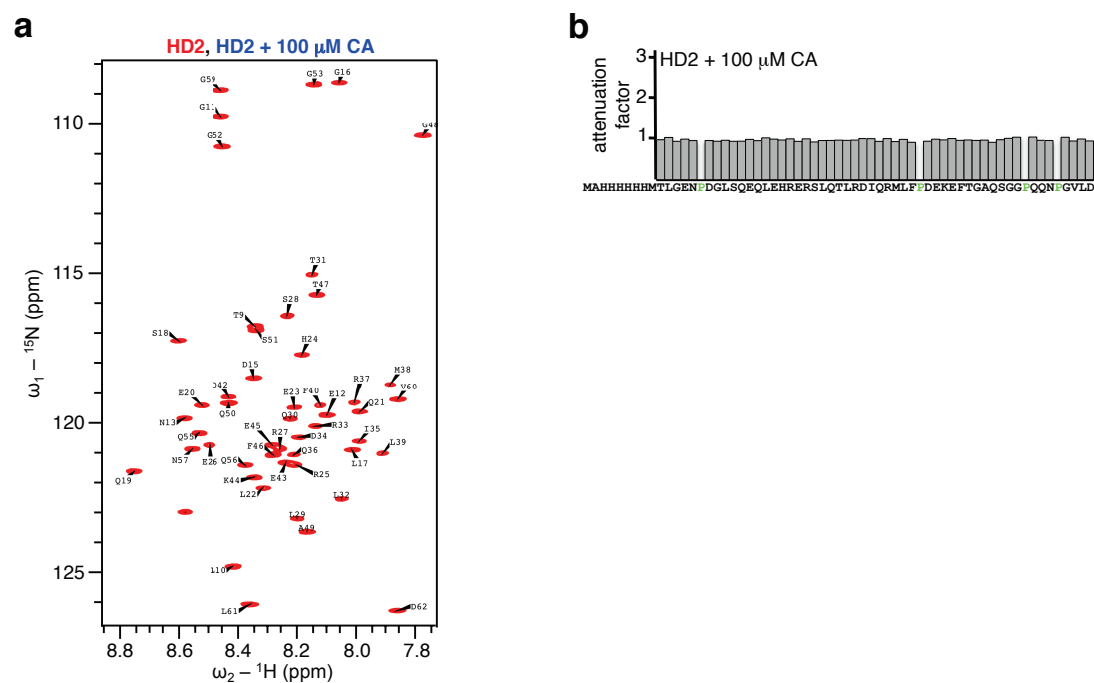 a
HD2, HD2 + 100 μM CA
G59
G53
G16
G11
G48
G52
110
T31
115
T47
S28
T9
S51
S18
H24
D15
M38
R37
V60
E20
D42
E23
F40
E12
Q21
Q50
Q30
120
N13
R33
E45
R27
D34
I35
Q55
F46
L39
Q36
N57
E26
Q56
L17
Q19
K44
E43
R25
L22
L32
L29
A49
L10
125
L61
D62
8.8
8.6
8.4
8.2
8.0
7.8
ω1 – 15N (ppm)
ω2 – 1H (ppm)
b
HD2 + 100 μM CA
3
2
1
attenuation
factor
MAHHHHHHMTLGENPDGLSQEQLEHRERSLQTLRDIQRMLFPDEKEFTGAQSGGPQQNPGVLD